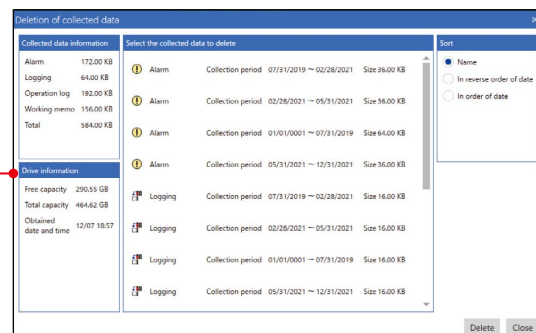 Deletion of collected data
Collected data information
Alarm 172.00 KB
Logging 64.00 KB
Operation log 192.00 KB
Working memo 156.00 KB
Total 584.00 KB
Drive information
Free capacity 290.55 GB
Total capacity 464.62 GB
Obtained
date and time 12/07 18:57
Select the collected data to delete
Alarm Collection period 07/31/2019 ~ 02/28/2021 Size 36.00 KB
Alarm Collection period 02/28/2021 ~ 05/31/2021 Size 36.00 KB
Alarm Collection period 01/01/0001 ~ 07/31/2019 Size 64.00 KB
Alarm Collection period 05/31/2021 ~ 12/31/2021 Size 36.00 KB
Logging Collection period 07/31/2019 ~ 02/28/2021 Size 16.00 KB
Logging Collection period 02/28/2021 ~ 05/31/2021 Size 16.00 KB
Logging Collection period 01/01/0001 ~ 07/31/2019 Size 16.00 KB
Logging Collection period 05/31/2021 ~ 12/31/2021 Size 16.00 KB
Sort
Name
In reverse order of date
In order of date
Delete Close